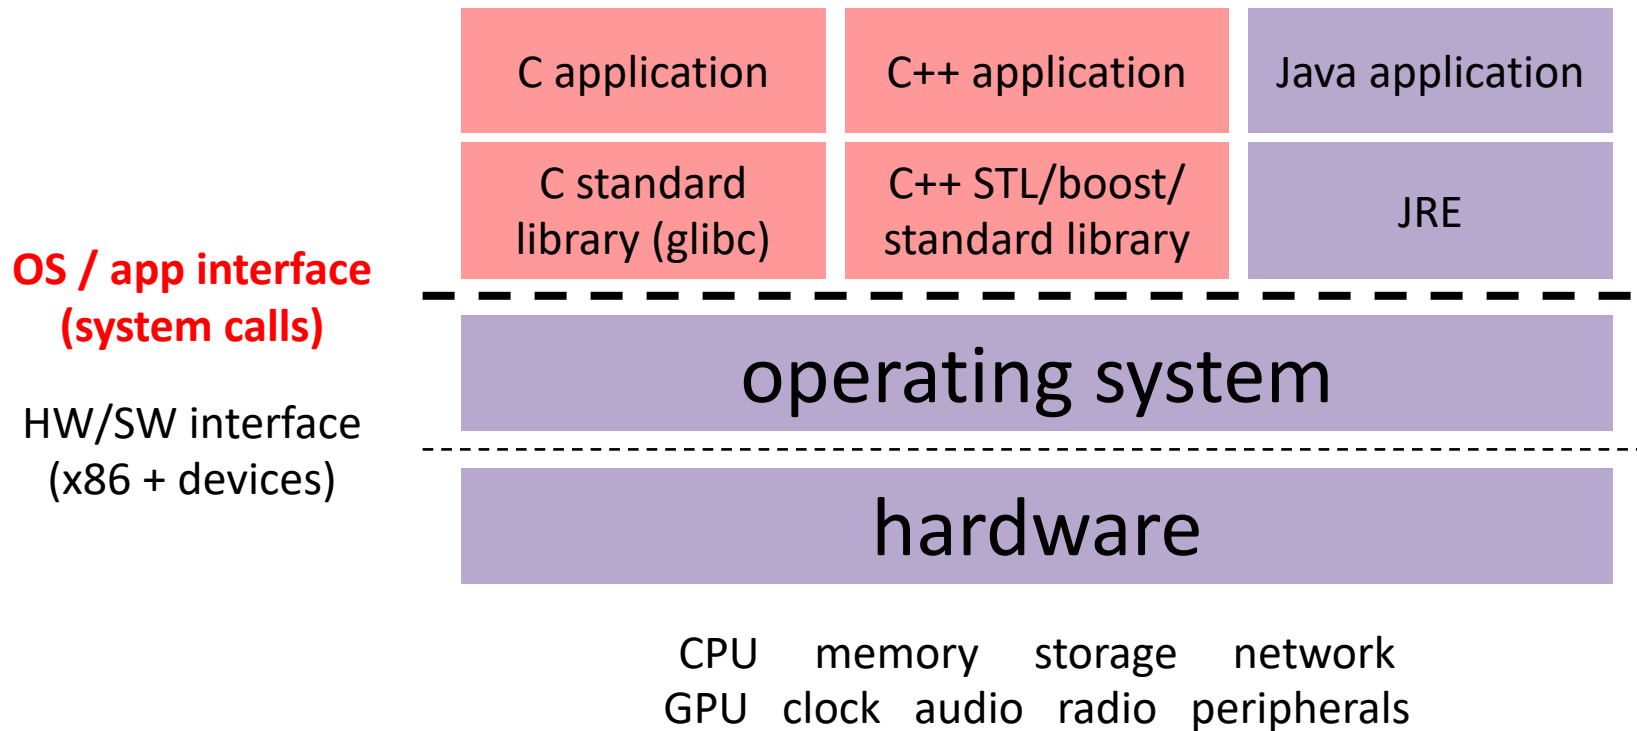 C application
C++ application
Java application
C standard
library (glibc)
C++ STL/boost/
standard library
JRE
OS / app interface
(system calls)
operating system
HW/SW interface
(x86 + devices)
hardware
CPU memory storage network
GPU clock audio radio peripherals